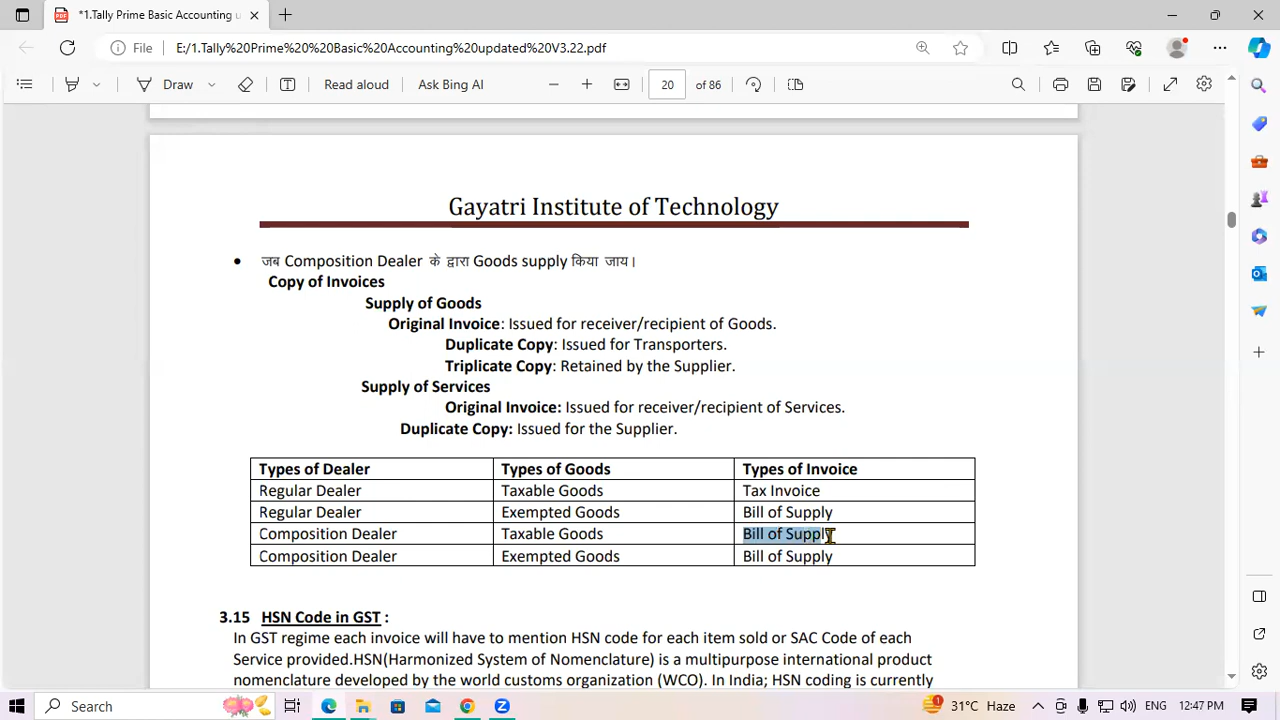 *1.Tally Prime Basic Accounting u
File
E:/1.Tally%20Prime%20%20Basic%20Accounting%20updated%20V3.22.pdf
Draw
Read aloud
Ask Bing AI
20 of 86
Gayatri Institute of Technology
• जब Composition Dealer के द्वारा Goods supply किया जाय।
Copy of Invoices
Supply of Goods
Original Invoice: Issued for receiver/recipient of Goods.
Duplicate Copy: Issued for Transporters.
Triplicate Copy: Retained by the Supplier.
Supply of Services
Original Invoice: Issued for receiver/recipient of Services.
Duplicate Copy: Issued for the Supplier.
Types of Dealer Types of Goods Types of Invoice
Regular Dealer Taxable Goods Tax Invoice
Regular Dealer Exempted Goods Bill of Supply
Composition Dealer Taxable Goods Bill of Supply
Composition Dealer Exempted Goods Bill of Supply
3.15 HSN Code in GST :
In GST regime each invoice will have to mention HSN code for each item sold or SAC Code of each
Service provided.HSN(Harmonized System of Nomenclature) is a multipurpose international product
nomenclature developed by the world customs organization (WCO). In India; HSN coding is currently
Search
1
31°C Haze
ENG
12:47 PM